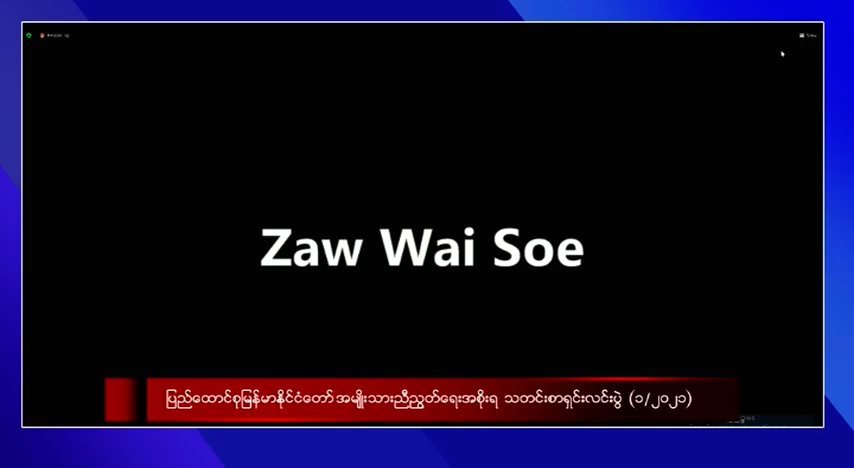 Recording
View
Zaw Wai Soe
ပြည်ထောင်စုမြန်မာနိုင်ငံတော် အမျိုးသားညီညွတ်ရေးအစိုးရ သတင်းစာရှင်းလင်းပွဲ (၁/၂၀၂၁)